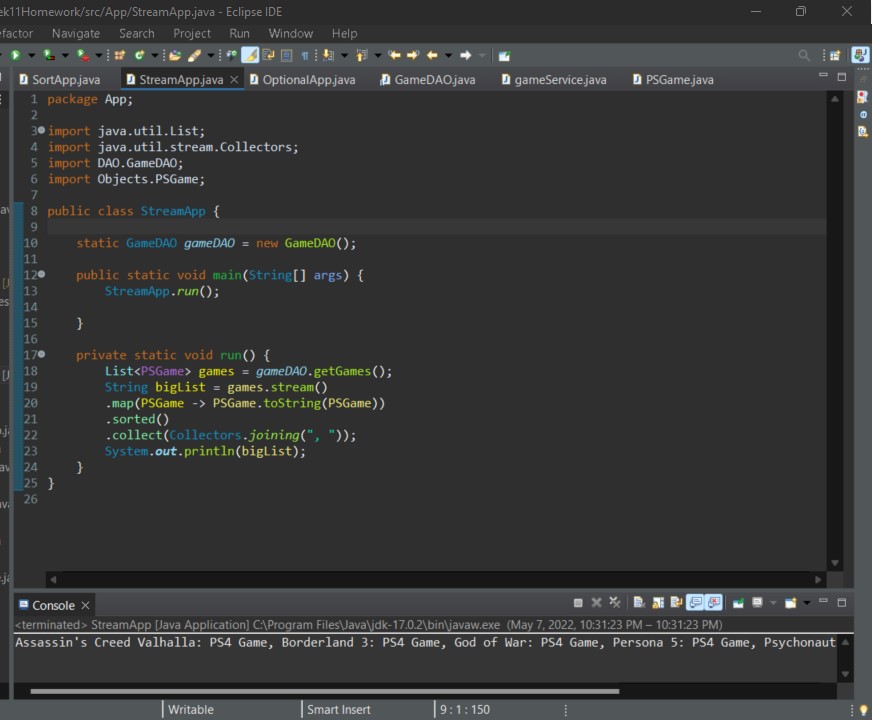 ek11Homework/src/App/StreamApp.java - Eclipse IDE
efactor Navigate Search Project Run Window Help
SortApp.java StreamApp.java OptionalApp.java GameDAO.java gameService.java PSGame.java
1 package App;
2
3 import java.util.List;
4 import java.util.stream.Collectors;
5 import DAO.GameDAO;
6 import Objects.PSGame;
7
8 public class StreamApp {
9
10 static GameDAO gameDAO = new GameDAO();
11
12 public static void main(String[] args) {
13 StreamApp.run();
14
15 }
16
17 private static void run() {
18 List<PSGame> games = gameDAO.getGames();
19 String bigList = games.stream()
20 .map(PSGame -> PSGame.toString(PSGame))
21 .sorted()
22 .collect(Collectors.joining(", "));
23 System.out.println(bigList);
24 }
25 }
26
Console
<terminated> StreamApp [Java Application] C:\Program Files\Java\jdk-17.0.2\bin\javaw.exe (May 7, 2022, 10:31:23 PM – 10:31:23 PM)
Assassin's Creed Valhalla: PS4 Game, Borderland 3: PS4 Game, God of War: PS4 Game, Persona 5: PS4 Game, Psychonaut
Writable Smart Insert 9 : 1 : 150